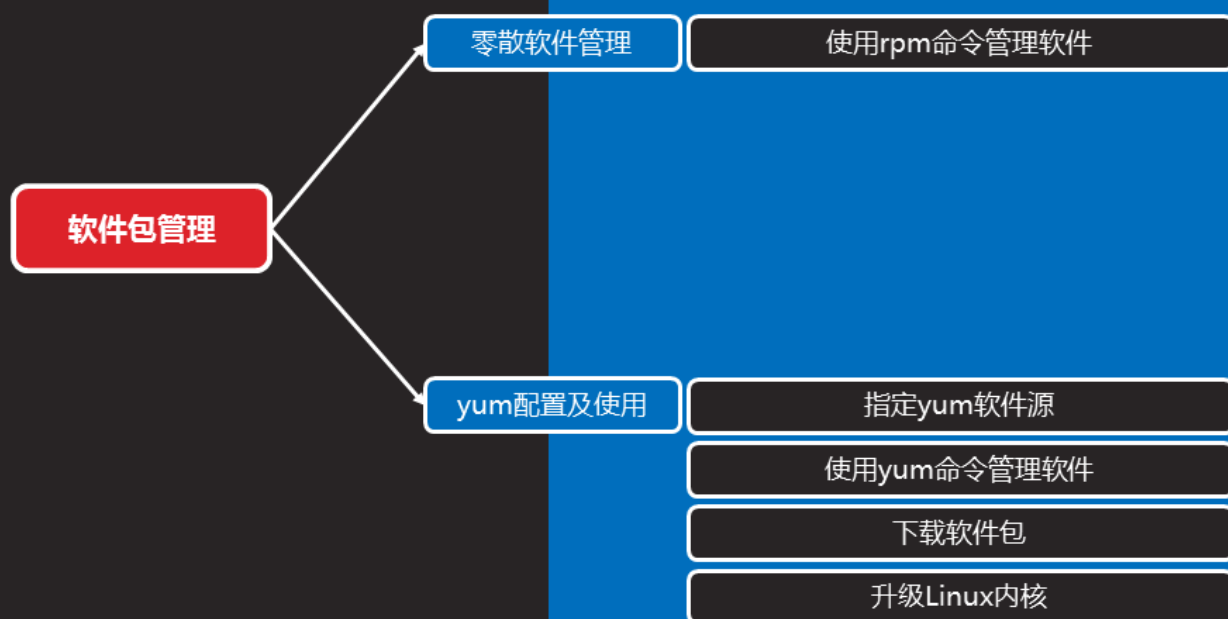 零散软件管理
使用rpm命令管理软件
软件包管理
yum配置及使用
指定yum软件源
使用yum命令管理软件
下载软件包
升级Linux内核